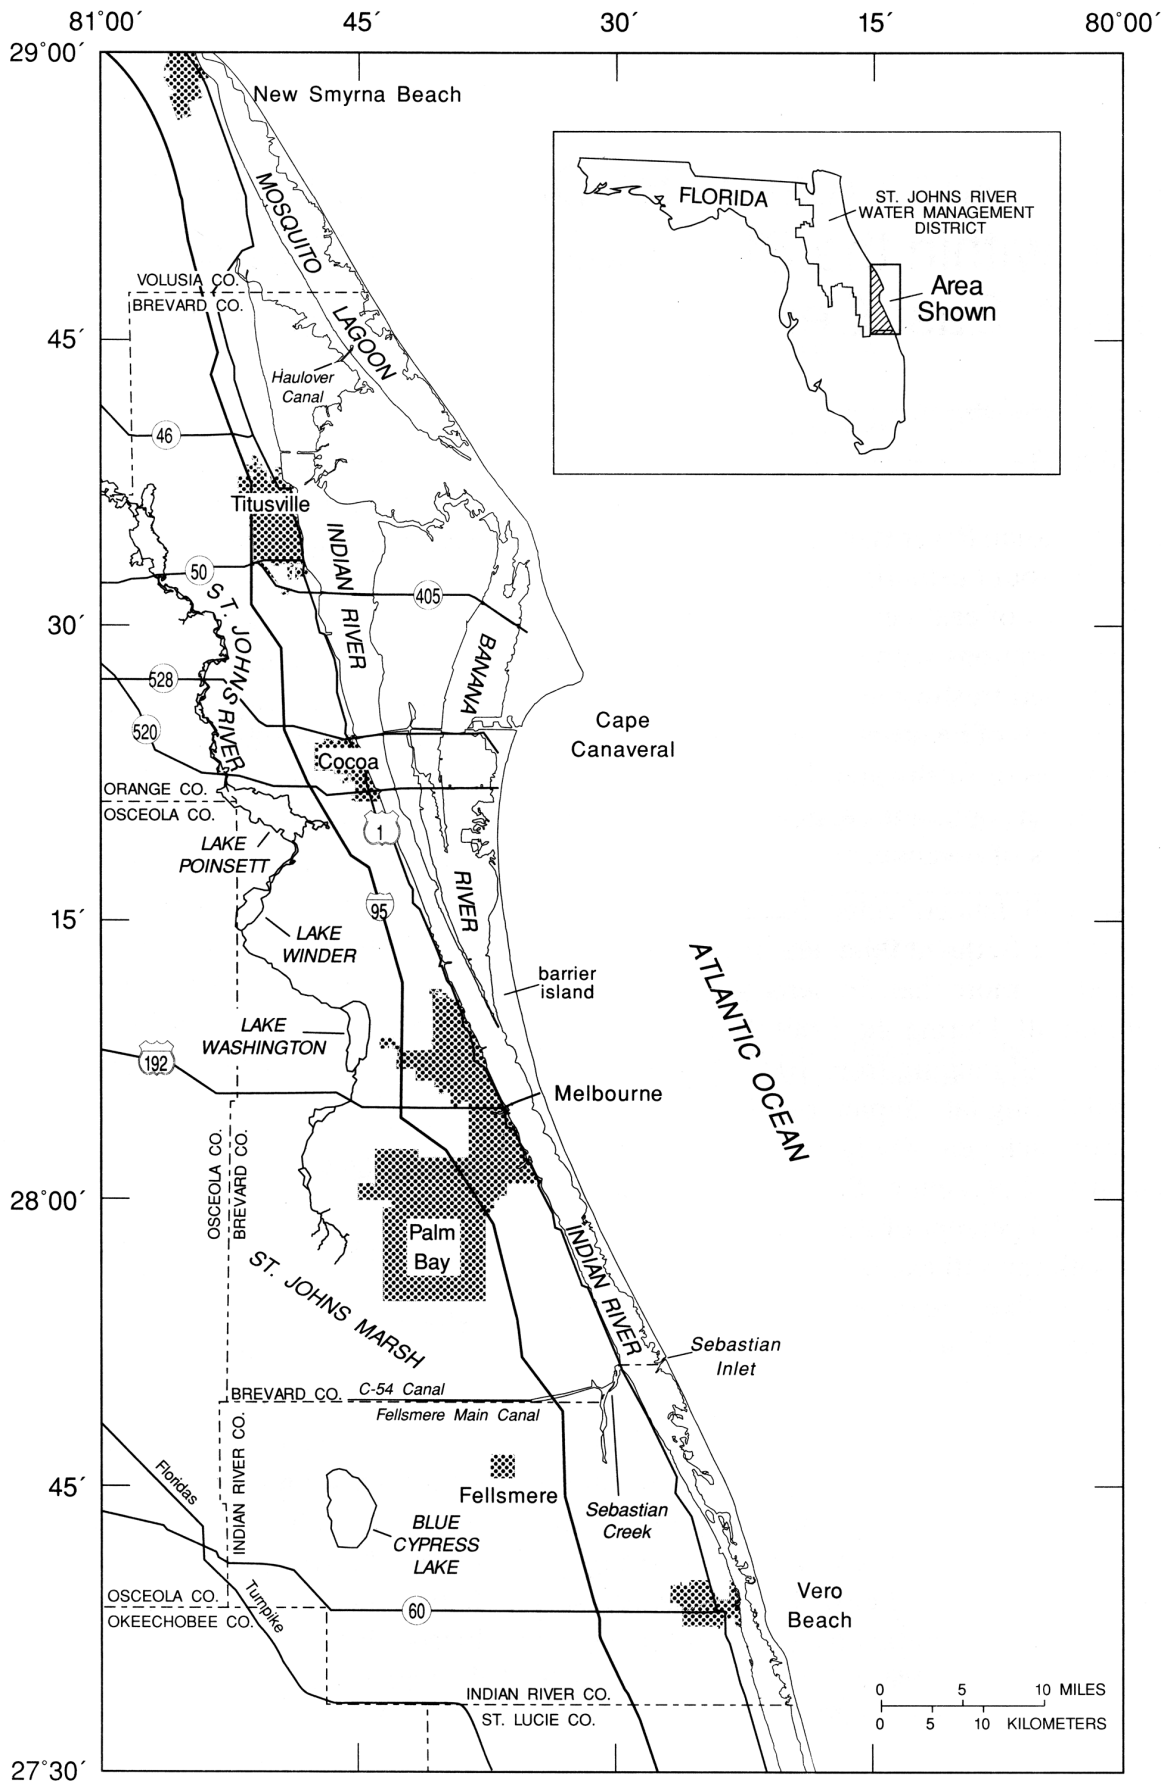 81°00´
45´
30´
15´
80°00´
29°00´
New Smyrna Beach
MOSQUITO
LAGOON
FLORIDA
ST. JOHNS RIVER
WATER MANAGEMENT
DISTRICT
Area
Shown
VOLUSIA CO.
BREVARD CO.
45´
Haulover
Canal
46
Titusville
INDIAN RIVER
50
405
ST. JOHNS RIVER
30´
BANANA
528
520
Cape
Canaveral
Cocoa
ORANGE CO.
OSCEOLA CO.
1
LAKE
POINSETT
RIVER
95
15´
LAKE
WINDER
ATLANTIC OCEAN
barrier
island
LAKE
WASHINGTON
192
Melbourne
OSCEOLA CO.
BREVARD CO.
28°00´
Palm
Bay
INDIAN RIVER
ST. JOHNS MARSH
Sebastian
Inlet
BREVARD CO.
C-54 Canal
Fellsmere Main Canal
INDIAN RIVER CO.
Floridas
45´
Fellsmere
Sebastian
Creek
BLUE
CYPRESS
LAKE
Turnpike
OSCEOLA CO.
OKEECHOBEE CO.
60
Vero
Beach
INDIAN RIVER CO.
ST. LUCIE CO.
0 5 10 MILES
0 5 10 KILOMETERS
27°30´